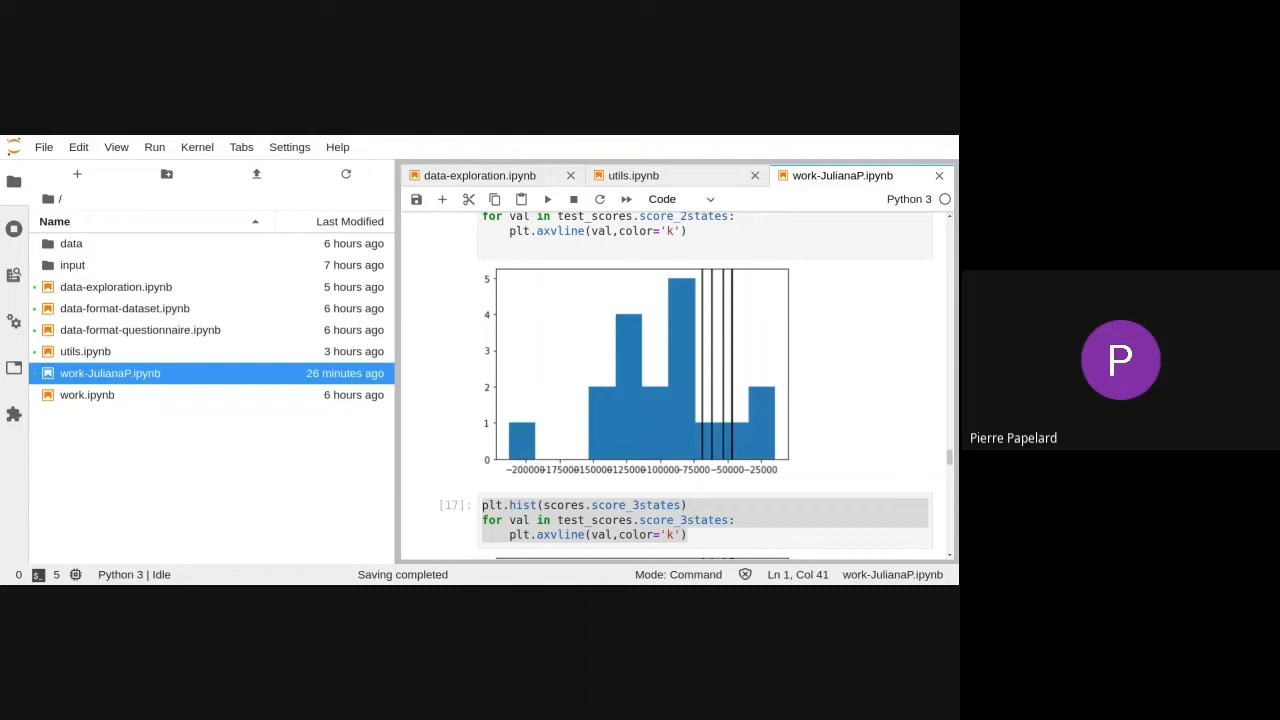 File Edit View Run Kernel Tabs Settings Help
data-exploration.ipynb
utils.ipynb
work-JulianaP.ipynb
/
Code
Python 3
Name Last Modified
data 6 hours ago
input 7 hours ago
data-exploration.ipynb 5 hours ago
data-format-dataset.ipynb 6 hours ago
data-format-questionnaire.ipynb 6 hours ago
utils.ipynb 3 hours ago
work-JulianaP.ipynb 26 minutes ago
work.ipynb 6 hours ago
for val in test_scores.score_2states:
plt.axvline(val,color='k')
5
4
3
2
1
0
−200000−175000−150000−125000−100000−75000−50000−25000
[17]: plt.hist(scores.score_3states)
for val in test_scores.score_3states:
plt.axvline(val,color='k')
0 $_ 5 Python 3 | Idle Saving completed Mode: Command Ln 1, Col 41 work-JulianaP.ipynb
P
Pierre Papelard